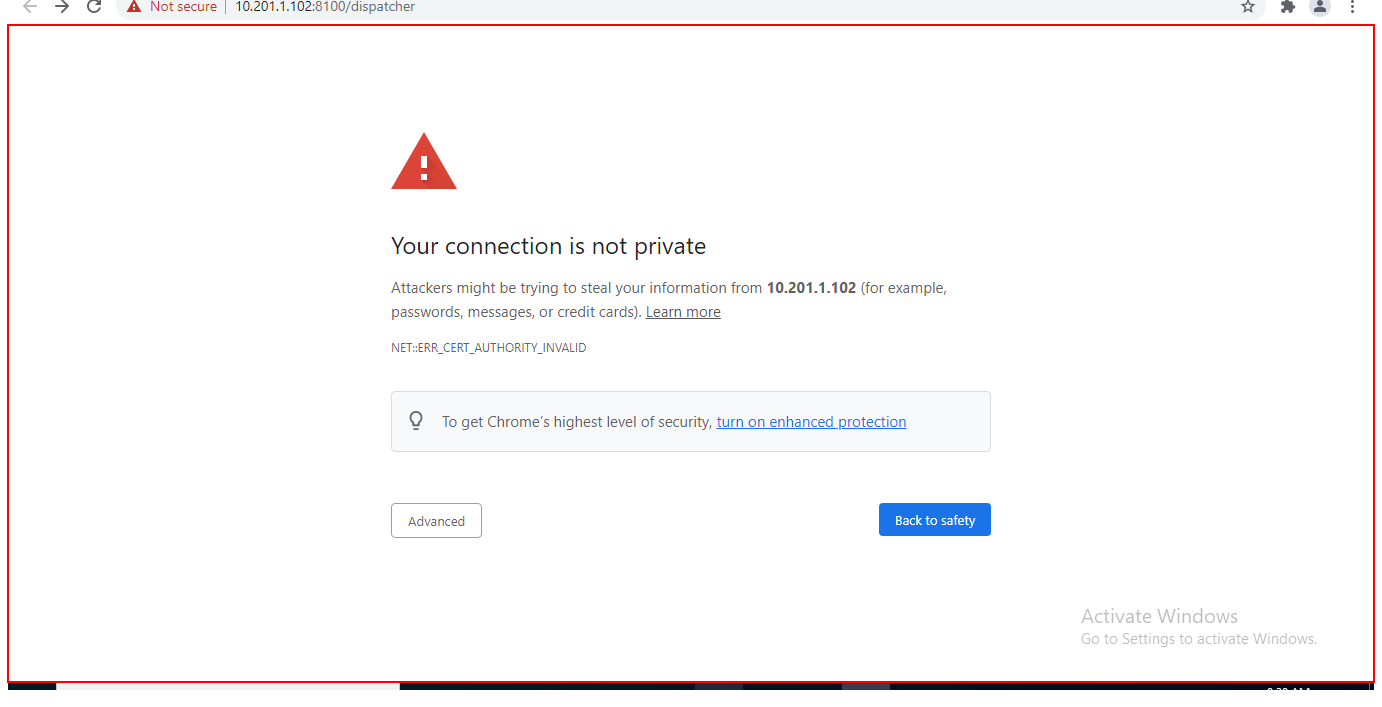 Not secure | 10.201.1.102:8100/dispatcher
Your connection is not private
Attackers might be trying to steal your information from 10.201.1.102 (for example,
passwords, messages, or credit cards). Learn more
NET::ERR_CERT_AUTHORITY_INVALID
To get Chrome's highest level of security, turn on enhanced protection
Advanced
Back to safety
Activate Windows
Go to Settings to activate Windows.